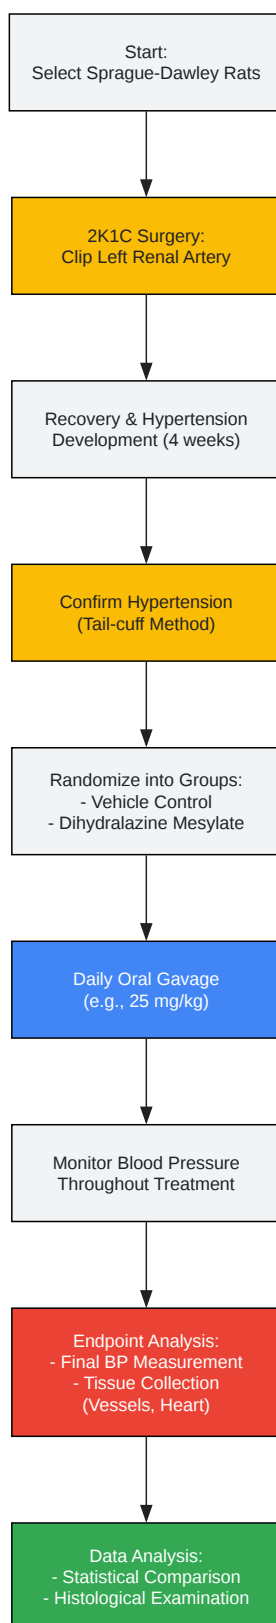 Start:
Select Sprague-Dawley Rats
2K1C Surgery:
Clip Left Renal Artery
Recovery & Hypertension
Development (4 weeks)
Confirm Hypertension
(Tail-cuff Method)
Randomize into Groups:
- Vehicle Control
- Dihydralazine Mesylate
Daily Oral Gavage
(e.g., 25 mg/kg)
Monitor Blood Pressure
Throughout Treatment
Endpoint Analysis:
- Final BP Measurement
- Tissue Collection
(Vessels, Heart)
Data Analysis:
- Statistical Comparison
- Histological Examination